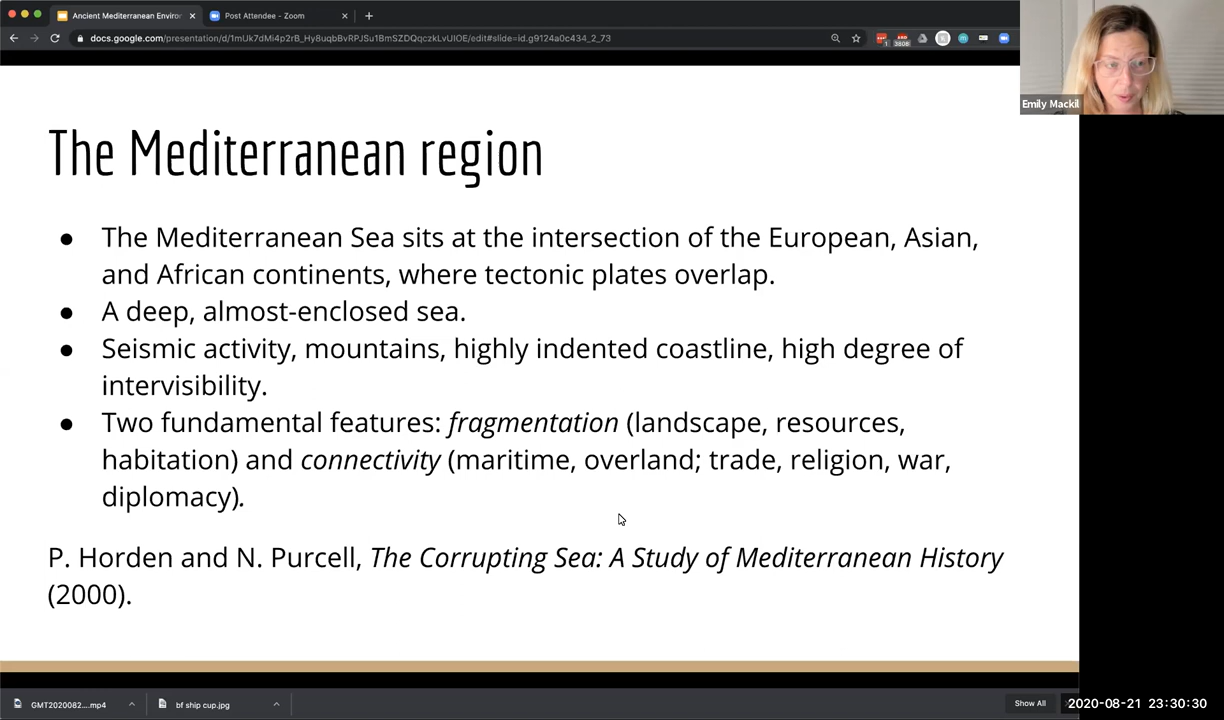 Ancient Mediterranean Enviror
Post Attendee - Zoom
docs.google.com/presentation/d/1mUk7dMi4p2rB_Hy8uqbBvRPJSu1BmSZDQqczkLvUIOE/edit#slide=id.g9124a0c434_2_73
3808
Emily Mackil
The Mediterranean region
● The Mediterranean Sea sits at the intersection of the European, Asian,
and African continents, where tectonic plates overlap.
● A deep, almost-enclosed sea.
● Seismic activity, mountains, highly indented coastline, high degree of
intervisibility.
● Two fundamental features: fragmentation (landscape, resources,
habitation) and connectivity (maritime, overland; trade, religion, war,
diplomacy).
P. Horden and N. Purcell, The Corrupting Sea: A Study of Mediterranean History
(2000).
GMT2020082....mp4
bf ship cup.jpg
Show All
2020-08-21 23:30:30